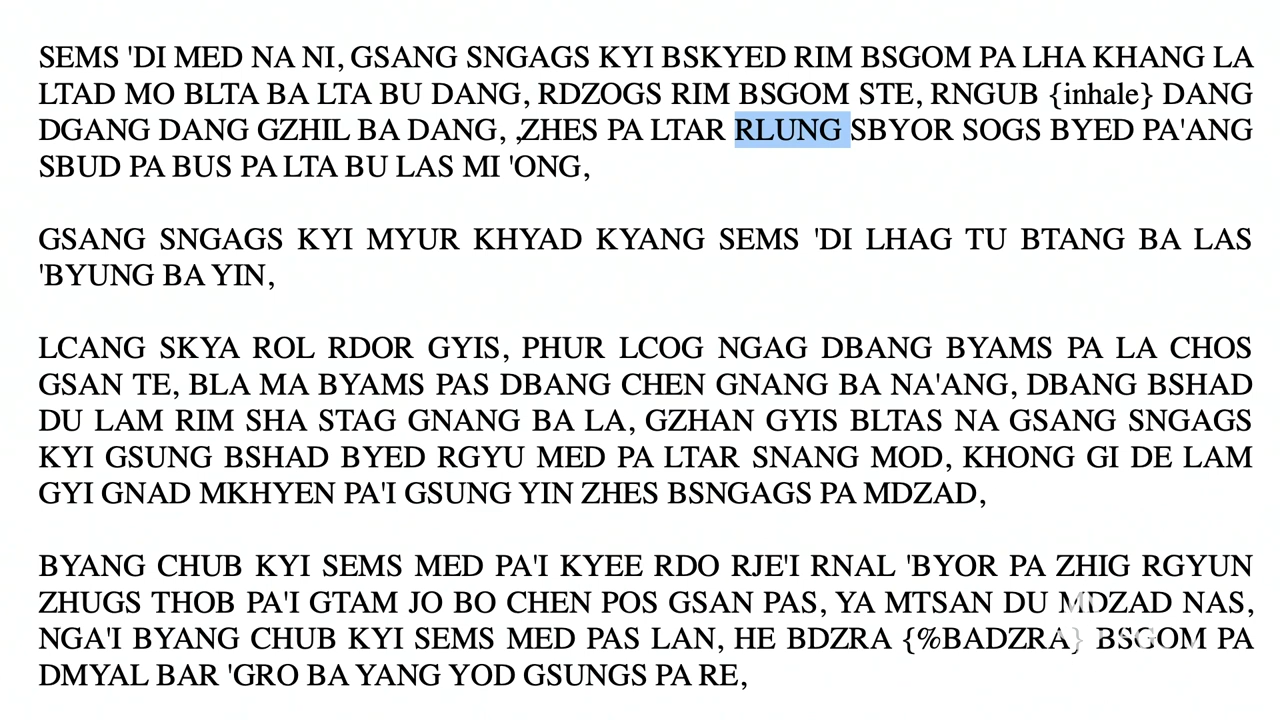 SEMS 'DI MED NA NI, GSANG SNGAGS KYI BSKYED RIM BSGOM PA LHA KHANG LA
LTAD MO BLTA BA LTA BU DANG, RDZOGS RIM BSGOM STE, RNGUB {inhale} DANG
DGANG DANG GZHIL BA DANG, ,ZHES PA LTAR RLUNG SBYOR SOGS BYED PA'ANG
SBUD PA BUS PA LTA BU LAS MI 'ONG,
GSANG SNGAGS KYI MYUR KHYAD KYANG SEMS 'DI LHAG TU BTANG BA LAS
'BYUNG BA YIN,
LCANG SKYA ROL RDOR GYIS, PHUR LCOG NGAG DBANG BYAMS PA LA CHOS
GSAN TE, BLA MA BYAMS PAS DBANG CHEN GNANG BA NA'ANG, DBANG BSHAD
DU LAM RIM SHA STAG GNANG BA LA, GZHAN GYIS BLTAS NA GSANG SNGAGS
KYI GSUNG BSHAD BYED RGYU MED PA LTAR SNANG MOD, KHONG GI DE LAM
GYI GNAD MKHYEN PA'I GSUNG YIN ZHES BSNGAGS PA MDZAD,
BYANG CHUB KYI SEMS MED PA'I KYEE RDO RJE'I RNAL 'BYOR PA ZHIG RGYUN
ZHUGS THOB PA'I GTAM JO BO CHEN POS GSAN PAS, YA MTSAN DU MDZAD NAS,
NGA'I BYANG CHUB KYI SEMS MED PAS LAN, HE BDZRA {%BADZRA} BSGOM PA
DMYAL BAR 'GRO BA YANG YOD GSUNGS PA RE,